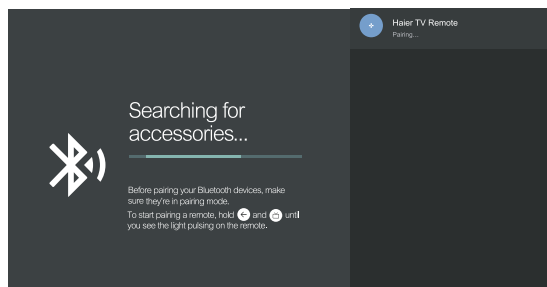 Haier TV Remote
Pairing...
Searching for
accessories...
Before pairing your Bluetooth devices, make
sure they're in pairing mode.
To start pairing a remote, hold and until
you see the light pulsing on the remote.